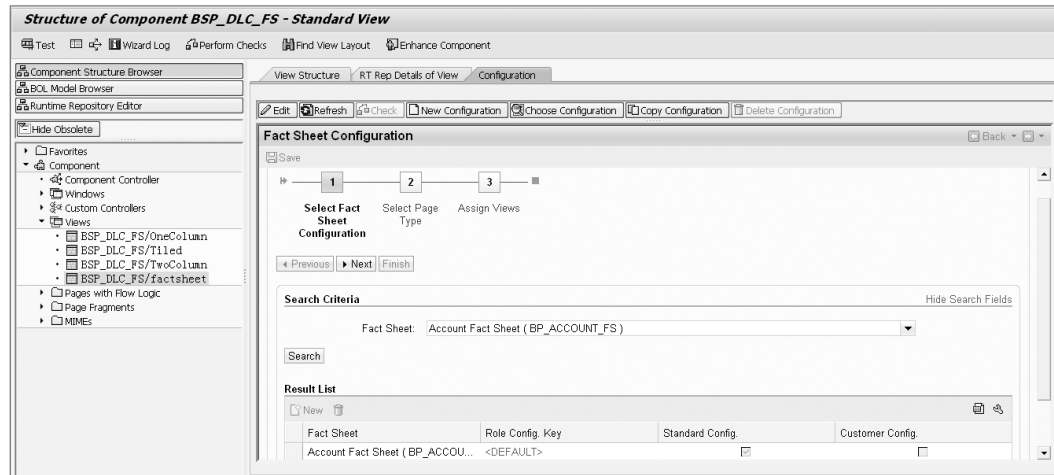 Structure of Component BSP_DLC_FS - Standard View
Test Wizard Log Perform Checks Find View Layout Enhance Component
Component Structure Browser
BOL Model Browser
Runtime Repository Editor
Hide Obsolete
Favorites
Component
Component Controller
Windows
Custom Controllers
Views
BSP_DLC_FS/OneColumn
BSP_DLC_FS/Tiled
BSP_DLC_FS/TwoColumn
BSP_DLC_FS/factsheet
Pages with Flow Logic
Page Fragments
MIMEs
View Structure RT Rep Details of View Configuration
Edit Refresh Check New Configuration Choose Configuration Copy Configuration Delete Configuration
Fact Sheet Configuration Back
Save
1 2 3
Select Fact Sheet Configuration
Select Page Type
Assign Views
Previous Next Finish
Search Criteria Hide Search Fields
Fact Sheet: Account Fact Sheet ( BP_ACCOUNT_FS )
Search
Result List
New
Fact Sheet Role Config. Key Standard Config. Customer Config.
Account Fact Sheet ( BP_ACCOU... <DEFAULT>